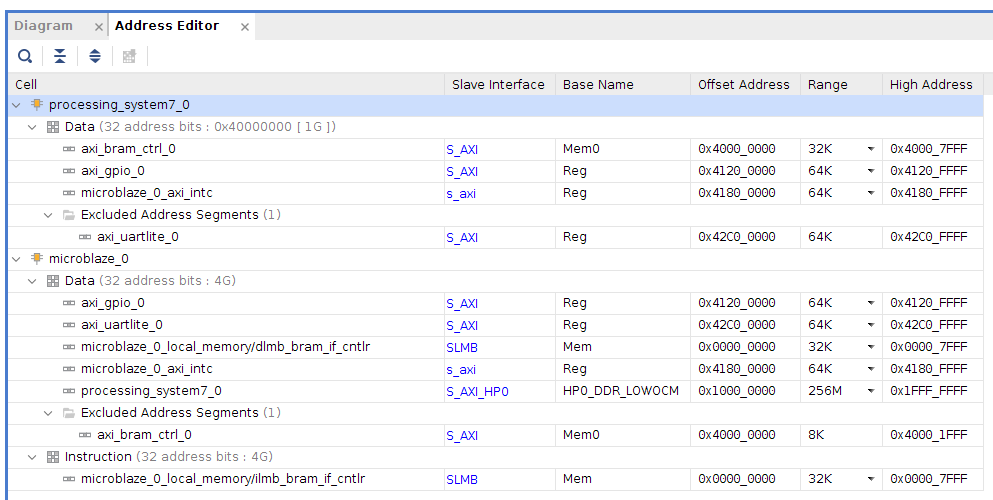 Diagram × Address Editor ×
Cell Slave Interface Base Name Offset Address Range High Address
processing_system7_0
Data (32 address bits : 0x40000000 [ 1G ])
axi_bram_ctrl_0 S_AXI Mem0 0x4000_0000 32K 0x4000_7FFF
axi_gpio_0 S_AXI Reg 0x4120_0000 64K 0x4120_FFFF
microblaze_0_axi_intc s_axi Reg 0x4180_0000 64K 0x4180_FFFF
Excluded Address Segments (1)
axi_uartlite_0 S_AXI Reg 0x42C0_0000 64K 0x42C0_FFFF
microblaze_0
Data (32 address bits : 4G)
axi_gpio_0 S_AXI Reg 0x4120_0000 64K 0x4120_FFFF
axi_uartlite_0 S_AXI Reg 0x42C0_0000 64K 0x42C0_FFFF
microblaze_0_local_memory/dlmb_bram_if_cntlr SLMB Mem 0x0000_0000 32K 0x0000_7FFF
microblaze_0_axi_intc s_axi Reg 0x4180_0000 64K 0x4180_FFFF
processing_system7_0 S_AXI_HP0 HP0_DDR_LOWOCM 0x1000_0000 256M 0x1FFF_FFFF
Excluded Address Segments (1)
axi_bram_ctrl_0 S_AXI Mem0 0x4000_0000 8K 0x4000_1FFF
Instruction (32 address bits : 4G)
microblaze_0_local_memory/ilmb_bram_if_cntlr SLMB Mem 0x0000_0000 32K 0x0000_7FFF